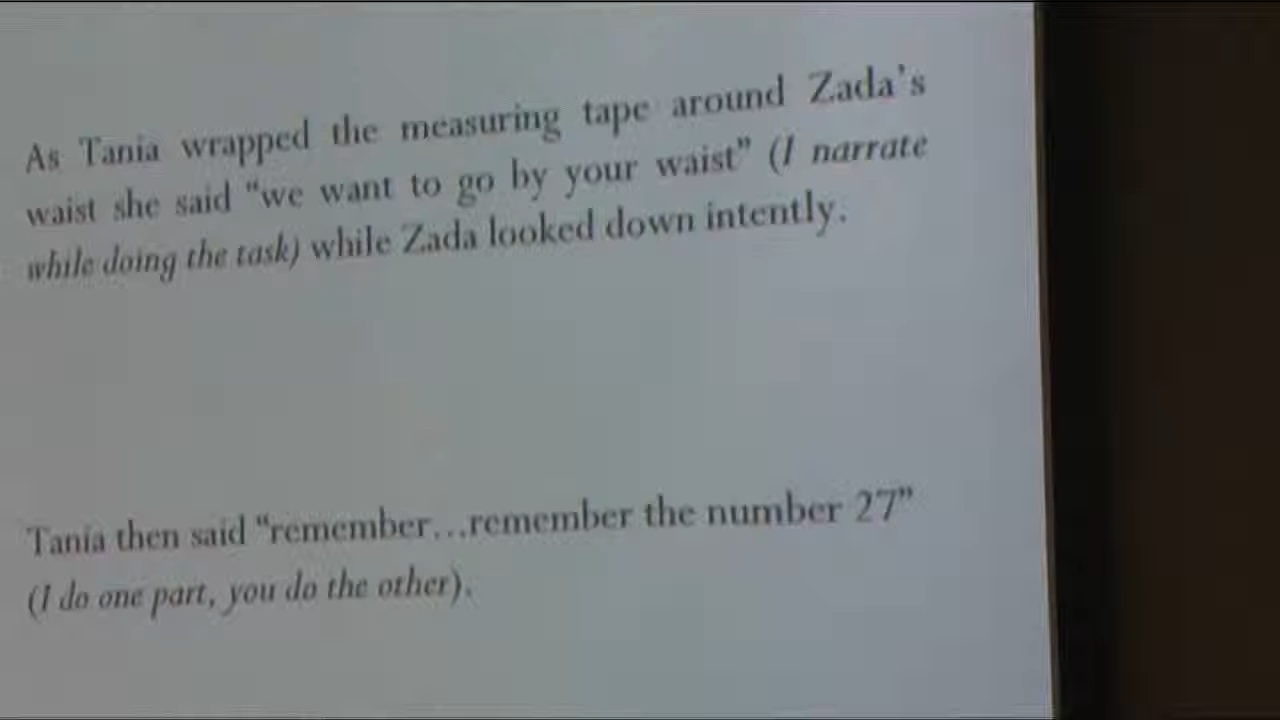 As Tania wrapped the measuring tape around Zada’s
waist she said “we want to go by your waist” (I narrate
while doing the task) while Zada looked down intently.
Tania then said “remember…remember the number 27”
(I do one part, you do the other).